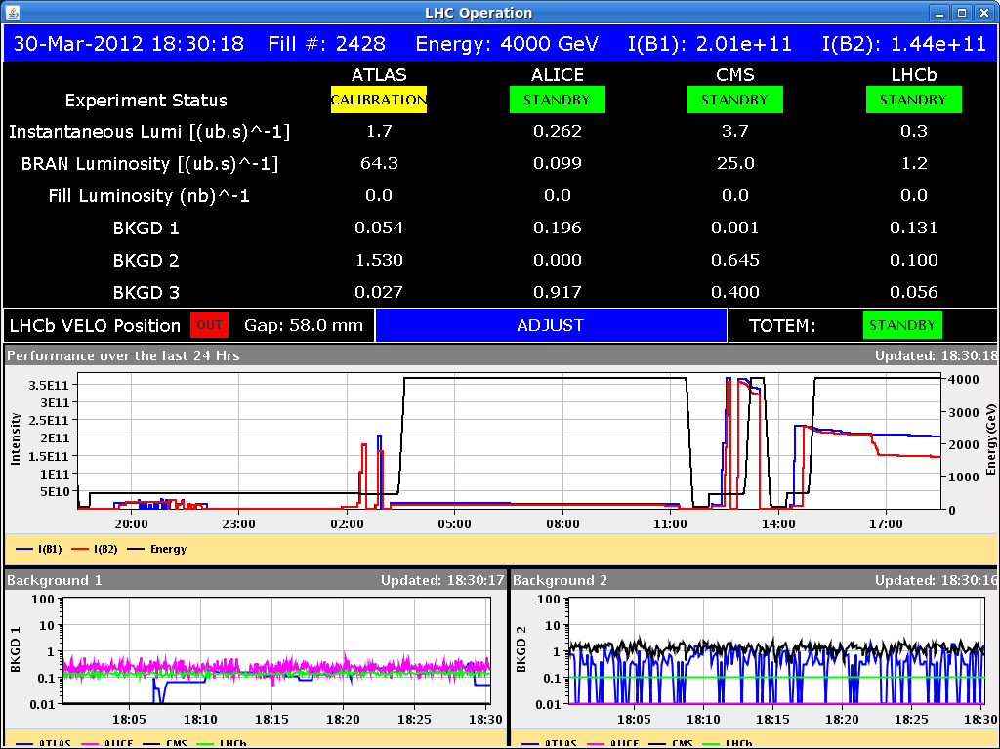 LHC Operation
30-Mar-2012 18:30:18 Fill #: 2428 Energy: 4000 GeV I(B1): 2.01e+11 I(B2): 1.44e+11
ATLAS ALICE CMS LHCb
Experiment Status CALIBRATION STANDBY STANDBY STANDBY
Instantaneous Lumi [(ub.s)^-1] 1.7 0.262 3.7 0.3
BRAN Luminosity [(ub.s)^-1] 64.3 0.099 25.0 1.2
Fill Luminosity (nb)^-1 0.0 0.0 0.0 0.0
BKGD 1 0.054 0.196 0.001 0.131
BKGD 2 1.530 0.000 0.645 0.100
BKGD 3 0.027 0.917 0.400 0.056
LHCb VELO Position OUT Gap: 58.0 mm ADJUST TOTEM: STANDBY
Performance over the last 24 Hrs Updated: 18:30:18
Intensity
3.5E11
3E11
2.5E11
2E11
1.5E11
1E11
5E10
4000
3000
2000
1000
0
Energy(GeV)
20:00 23:00 02:00 05:00 08:00 11:00 14:00 17:00
I(B1) I(B2) Energy
Background 1 Updated: 18:30:17
BKGD 1
100
10
1
0.1
0.01
18:05 18:10 18:15 18:20 18:25 18:30
ATLAS ALICE CMS LHCb
Background 2 Updated: 18:30:16
BKGD 2
100
10
1
0.1
0.01
18:05 18:10 18:15 18:20 18:25 18:30
ATLAS ALICE CMS LHCb